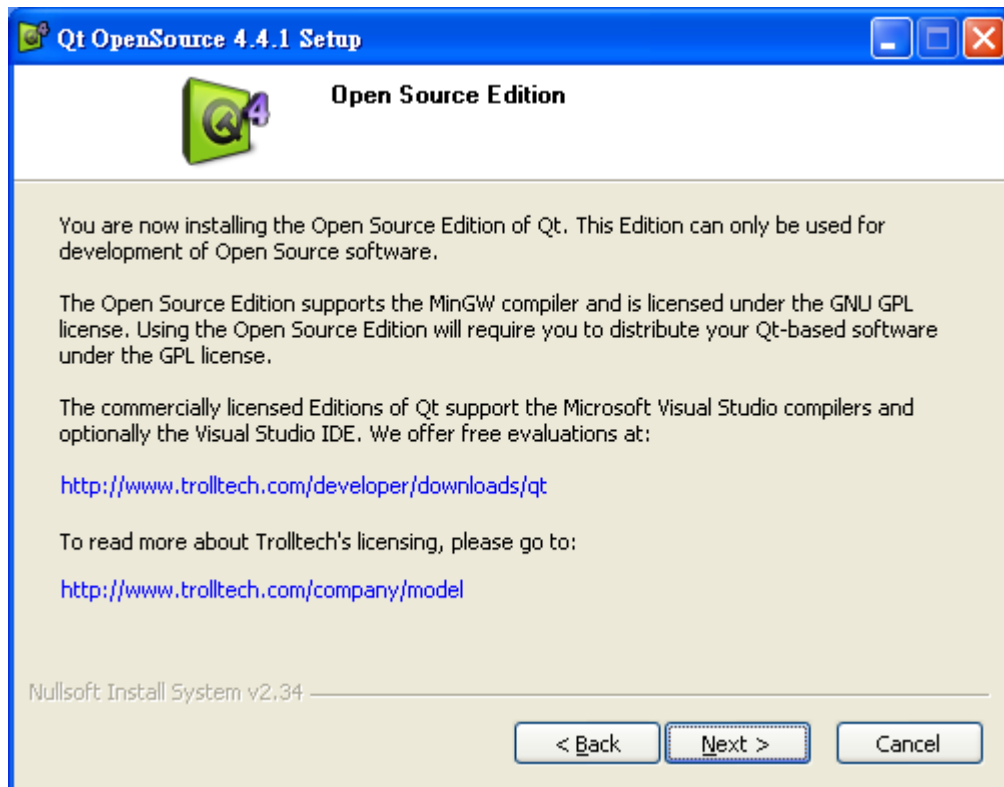 Qt OpenSource 4.4.1 Setup
Q4
Open Source Edition
You are now installing the Open Source Edition of Qt. This Edition can only be used for
development of Open Source software.
The Open Source Edition supports the MinGW compiler and is licensed under the GNU GPL
license. Using the Open Source Edition will require you to distribute your Qt-based software
under the GPL license.
The commercially licensed Editions of Qt support the Microsoft Visual Studio compilers and
optionally the Visual Studio IDE. We offer free evaluations at:
http://www.trolltech.com/developer/downloads/qt
To read more about Trolltech's licensing, please go to:
http://www.trolltech.com/company/model
Nullsoft Install System v2.34
< Back
Next >
Cancel